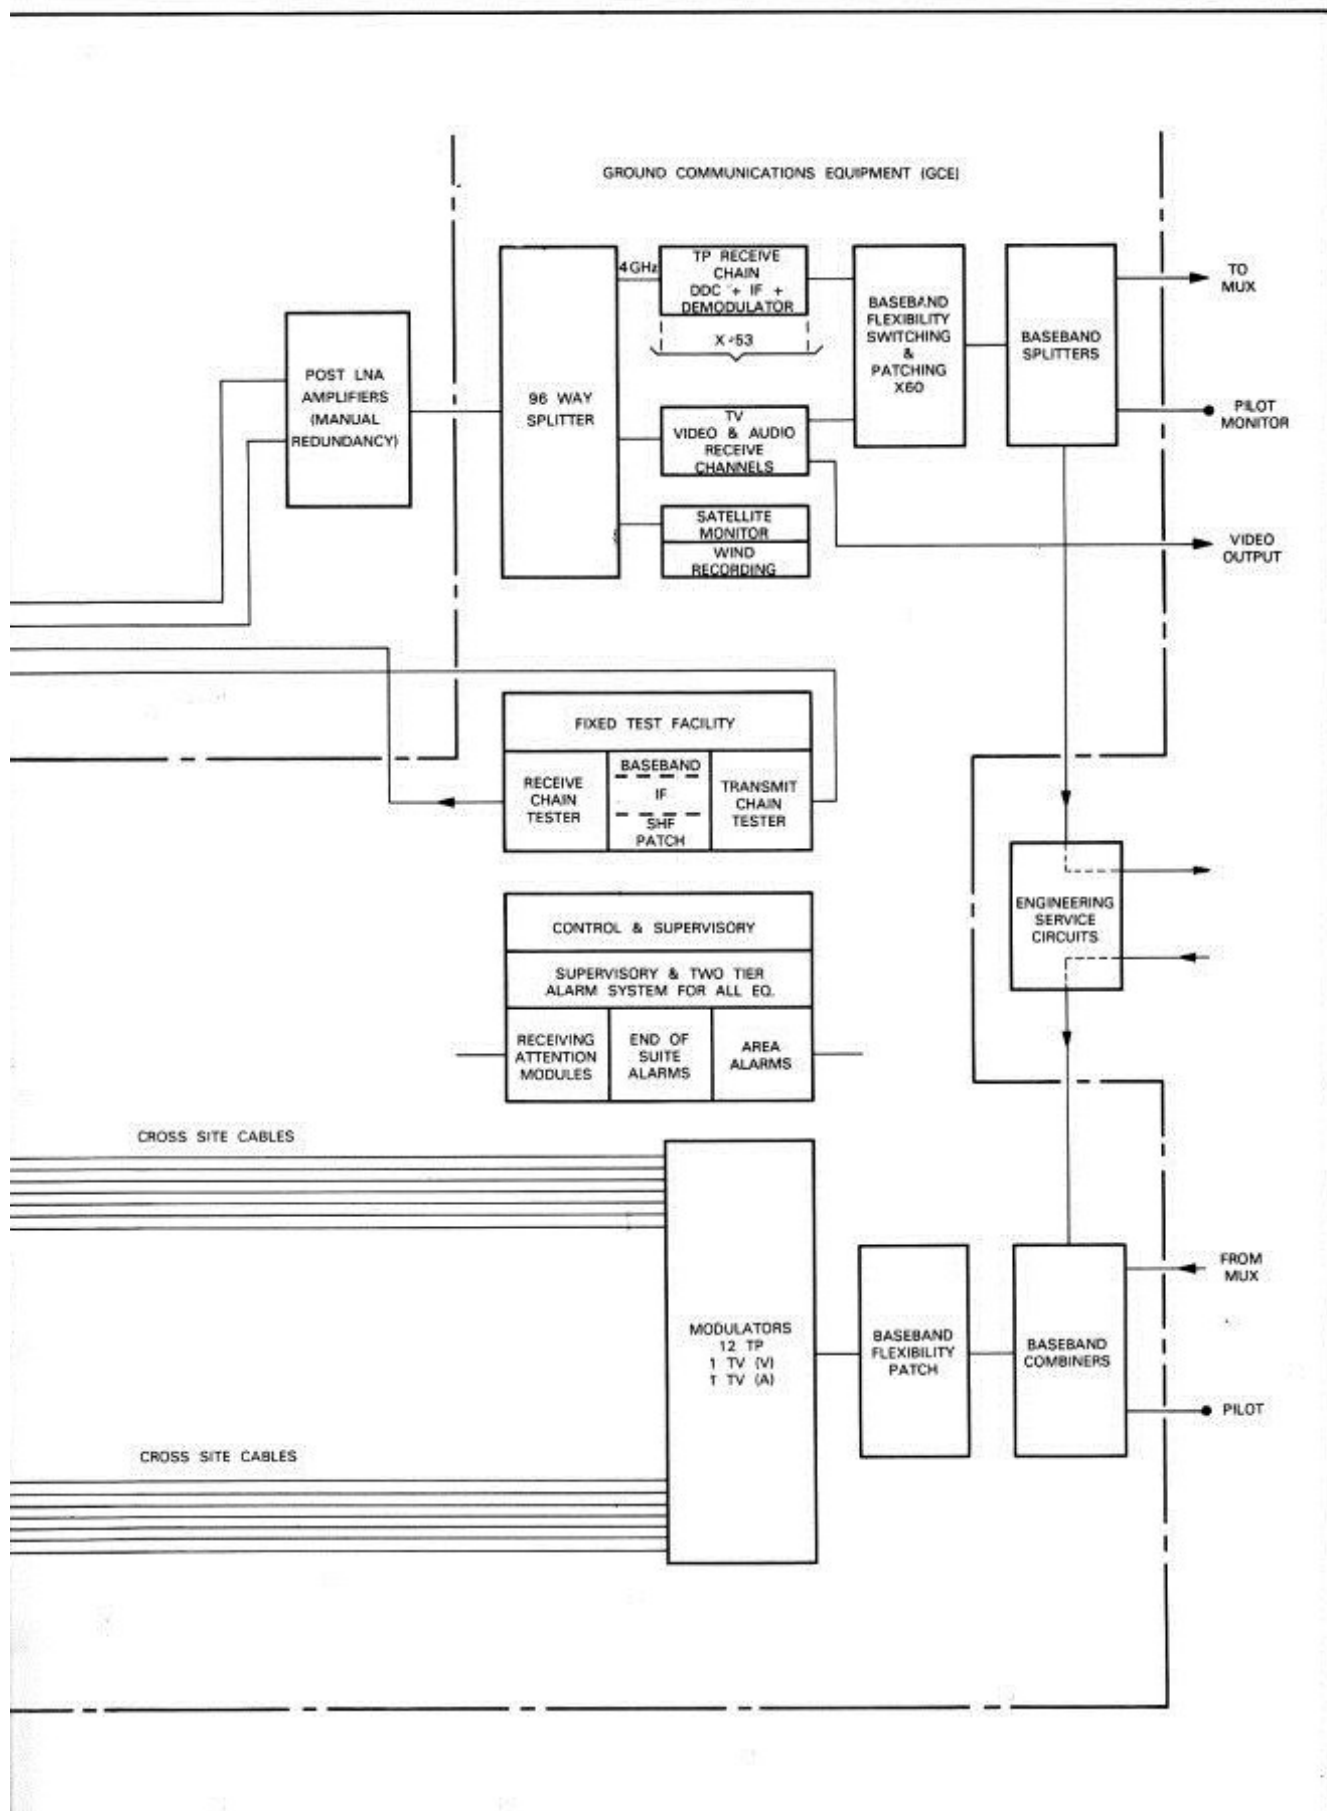 GROUND COMMUNICATIONS EQUIPMENT (GCE)
POST LNA
AMPLIFIERS
(MANUAL
REDUNDANCY)
96 WAY
SPLITTER
4GHz
TP RECEIVE
CHAIN
DDC + IF +
DEMODULATOR
X 53
TV
VIDEO & AUDIO
RECEIVE
CHANNELS
SATELLITE
MONITOR
WIND
RECORDING
BASEBAND
FLEXIBILITY
SWITCHING
&
PATCHING
X60
BASEBAND
SPLITTERS
TO
MUX
PILOT
MONITOR
VIDEO
OUTPUT
FIXED TEST FACILITY
RECEIVE
CHAIN
TESTER
BASEBAND
IF
SHF
PATCH
TRANSMIT
CHAIN
TESTER
ENGINEERING
SERVICE
CIRCUITS
CONTROL & SUPERVISORY
SUPERVISORY & TWO TIER
ALARM SYSTEM FOR ALL EQ.
RECEIVING
ATTENTION
MODULES
END OF
SUITE
ALARMS
AREA
ALARMS
CROSS SITE CABLES
MODULATORS
12 TP
1 TV (V)
1 TV (A)
BASEBAND
FLEXIBILITY
PATCH
BASEBAND
COMBINERS
FROM
MUX
PILOT
CROSS SITE CABLES